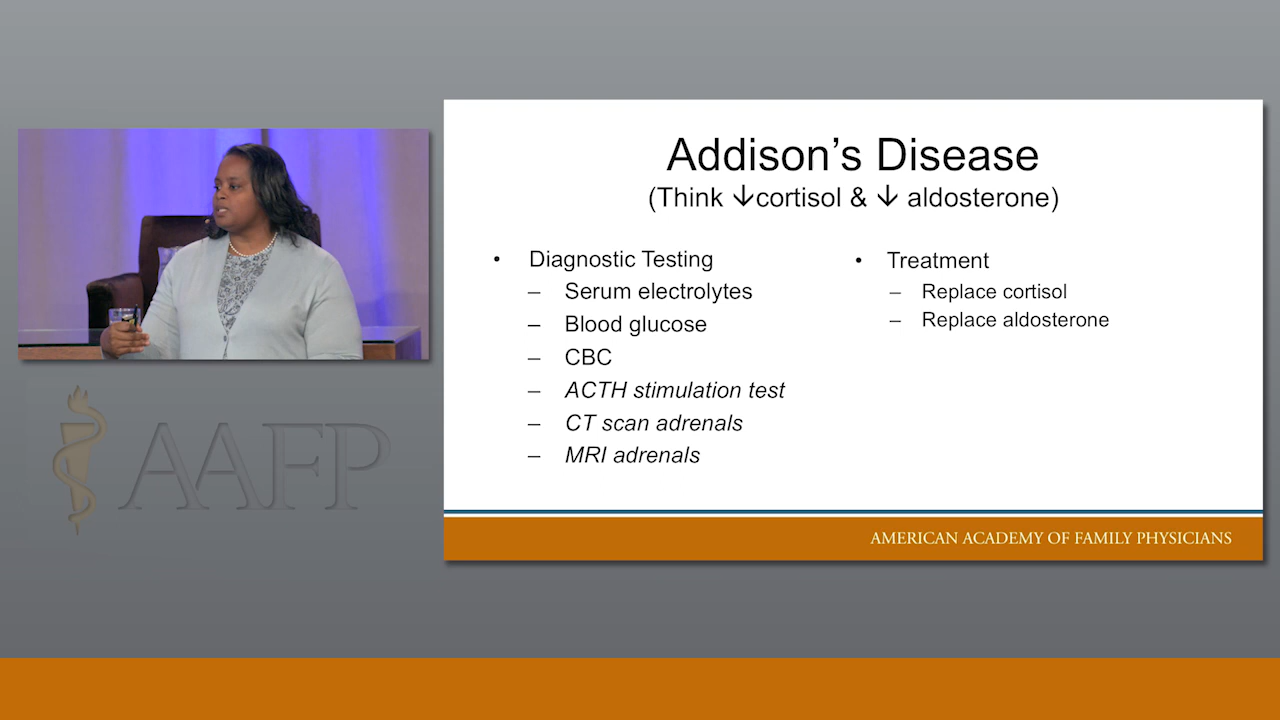 Addison's Disease
(Think ↓cortisol & ↓ aldosterone)
• Diagnostic Testing
– Serum electrolytes
– Blood glucose
– CBC
– ACTH stimulation test
– CT scan adrenals
– MRI adrenals
• Treatment
– Replace cortisol
– Replace aldosterone
AMERICAN ACADEMY OF FAMILY PHYSICIANS
AAFP